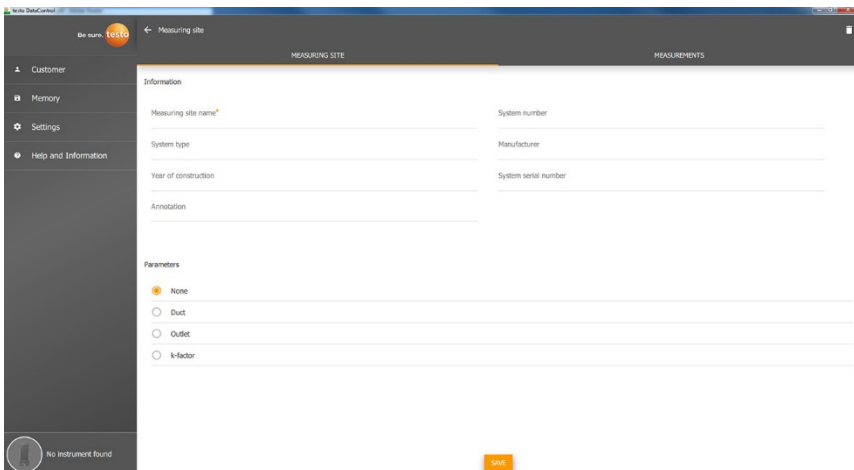 testo DataControl
Be sure. testo
Measuring site
MEASURING SITE
MEASUREMENTS
Customer
Memory
Settings
Help and Information
Information
Measuring site name*
System number
System type
Manufacturer
Year of construction
System serial number
Annotation
Parameters
None
Duct
Outlet
k-factor
No instrument found
SAVE